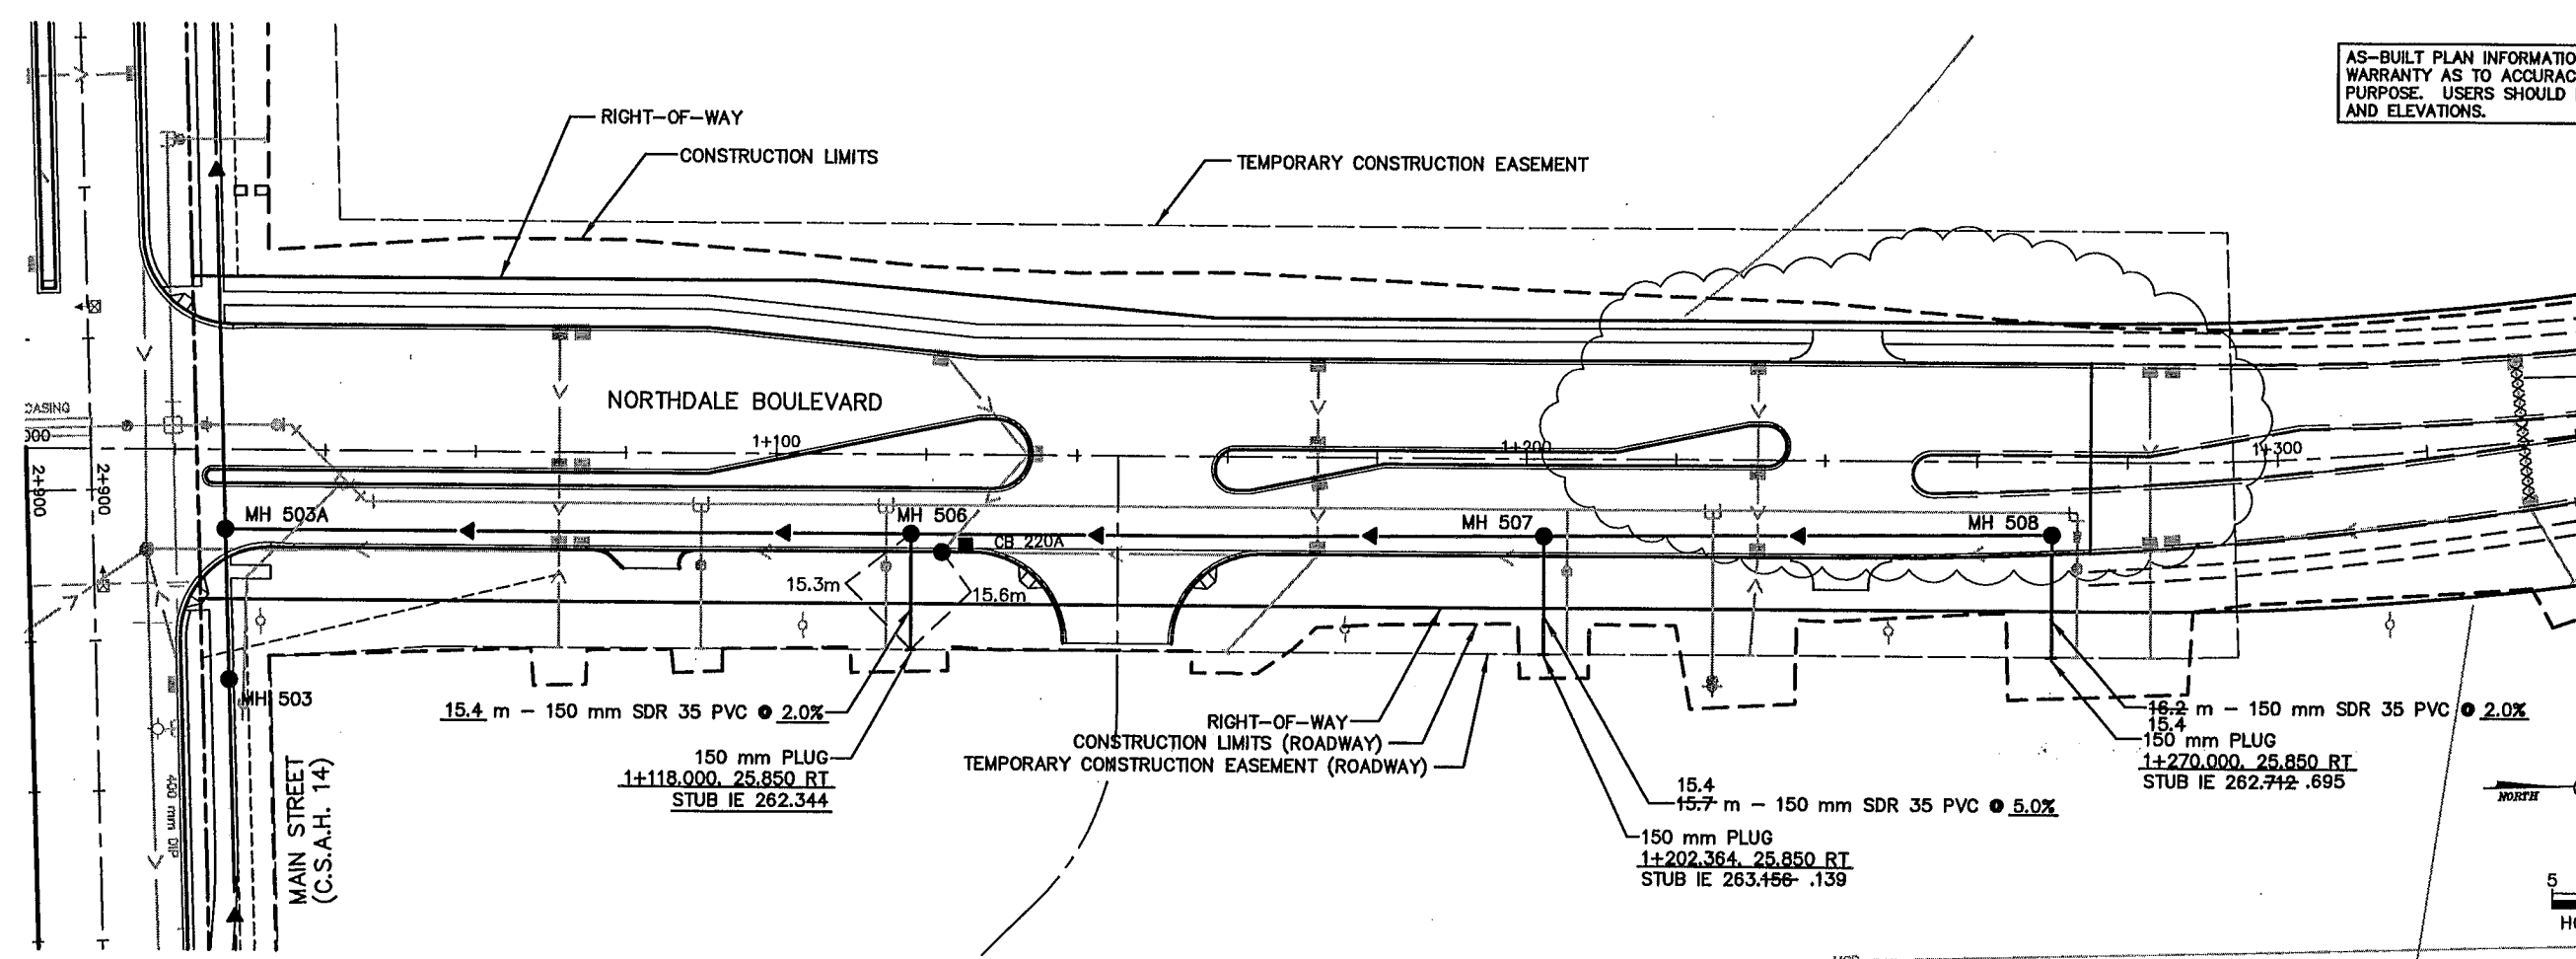 AS-BUILT PLAN INFORMATIO
WARRANTY AS TO ACCURAC
PURPOSE. USERS SHOULD
AND ELEVATIONS.
RIGHT-OF-WAY
CONSTRUCTION LIMITS
TEMPORARY CONSTRUCTION EASEMENT
NORTHDALE BOULEVARD
CASING
000
1+100
1+200
1+300
2+900
2+900
MH 503A
MH 506
CB 220A
MH 507
MH 508
15.3m
15.6m
MH 503
15.4 m - 150 mm SDR 35 PVC @ 2.0%
150 mm PLUG
1+118.000, 25.850 RT
STUB IE 262.344
RIGHT-OF-WAY
CONSTRUCTION LIMITS (ROADWAY)
TEMPORARY CONSTRUCTION EASEMENT (ROADWAY)
15.4
15.7 m - 150 mm SDR 35 PVC @ 5.0%
150 mm PLUG
1+202.364, 25.850 RT
STUB IE 263.156 .139
16.2 m - 150 mm SDR 35 PVC @ 2.0%
15.4
150 mm PLUG
1+270.000, 25.850 RT
STUB IE 262.712 .695
MAIN STREET
(C.S.A.H. 14)
400 mm DIP
NORTH
5
HO